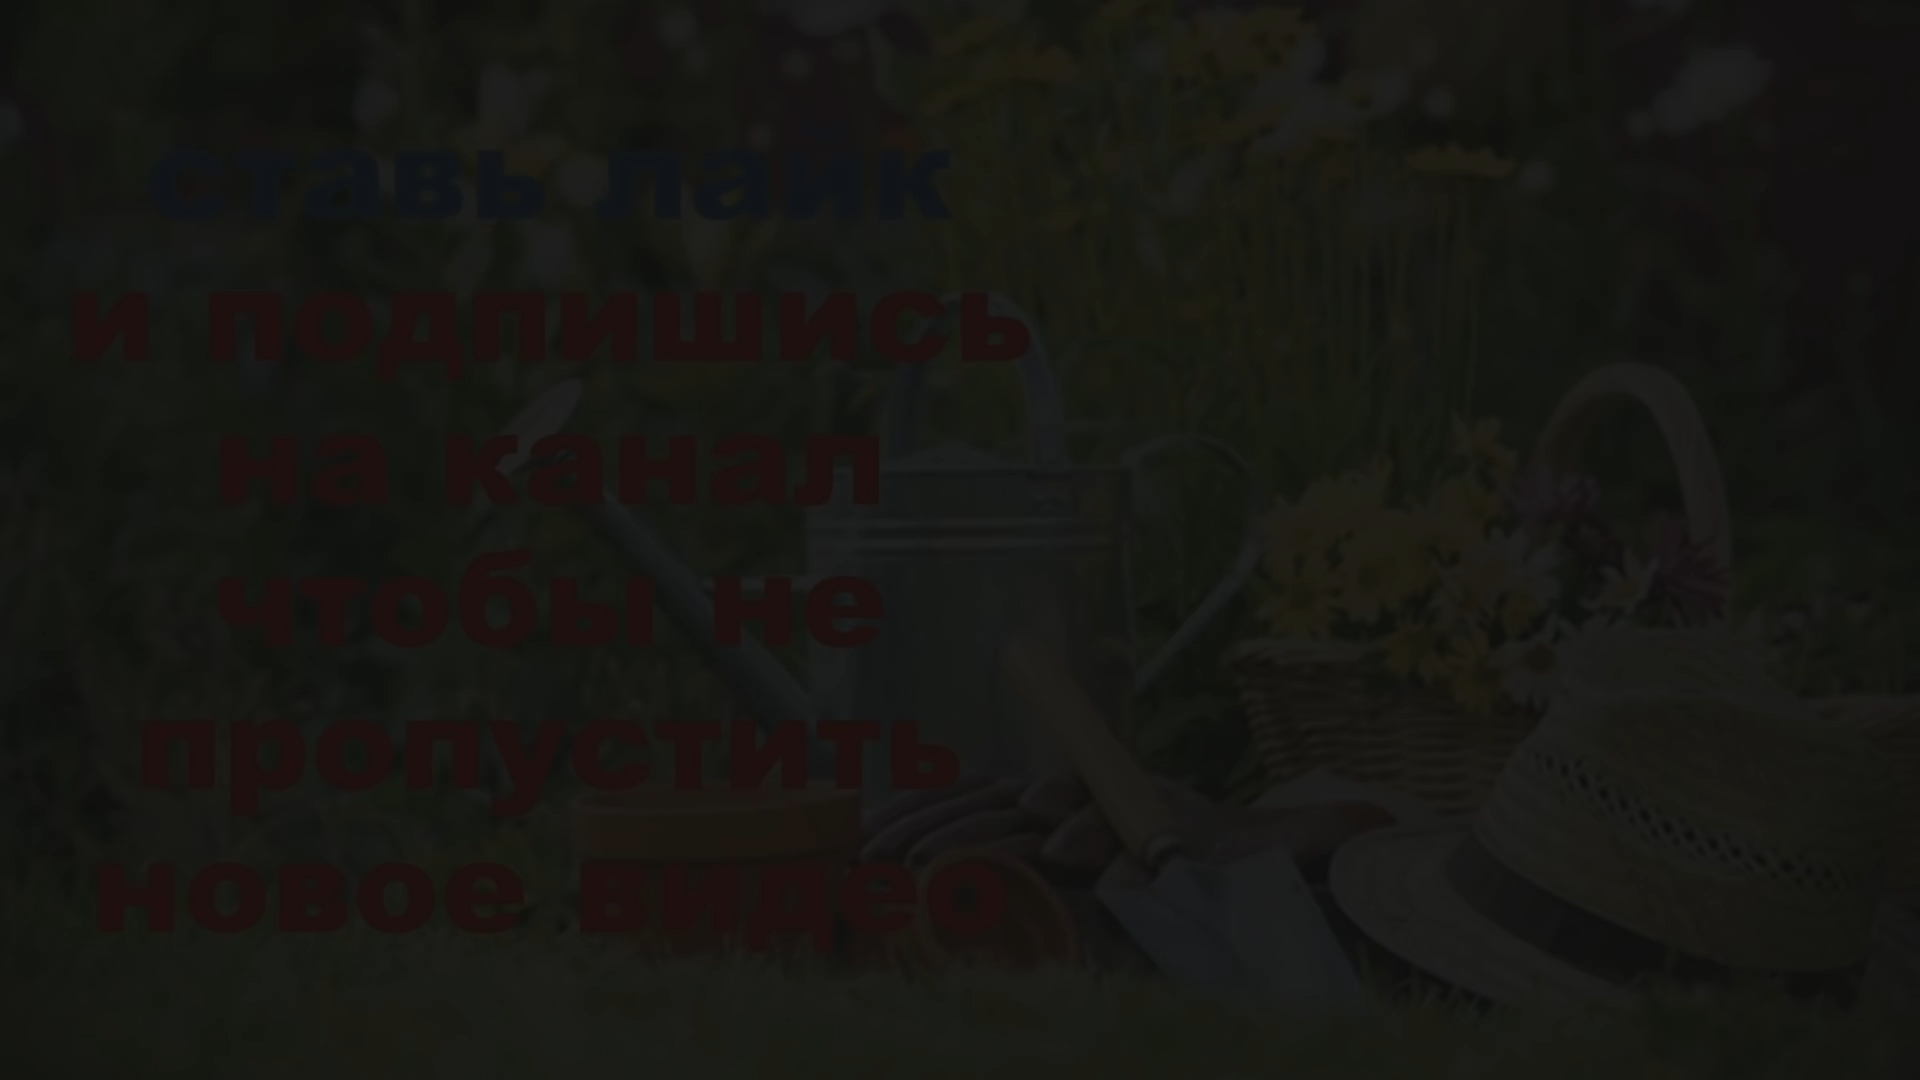 ставь лайк
и подпишись
на канал
чтобы не
пропустить
новое видео